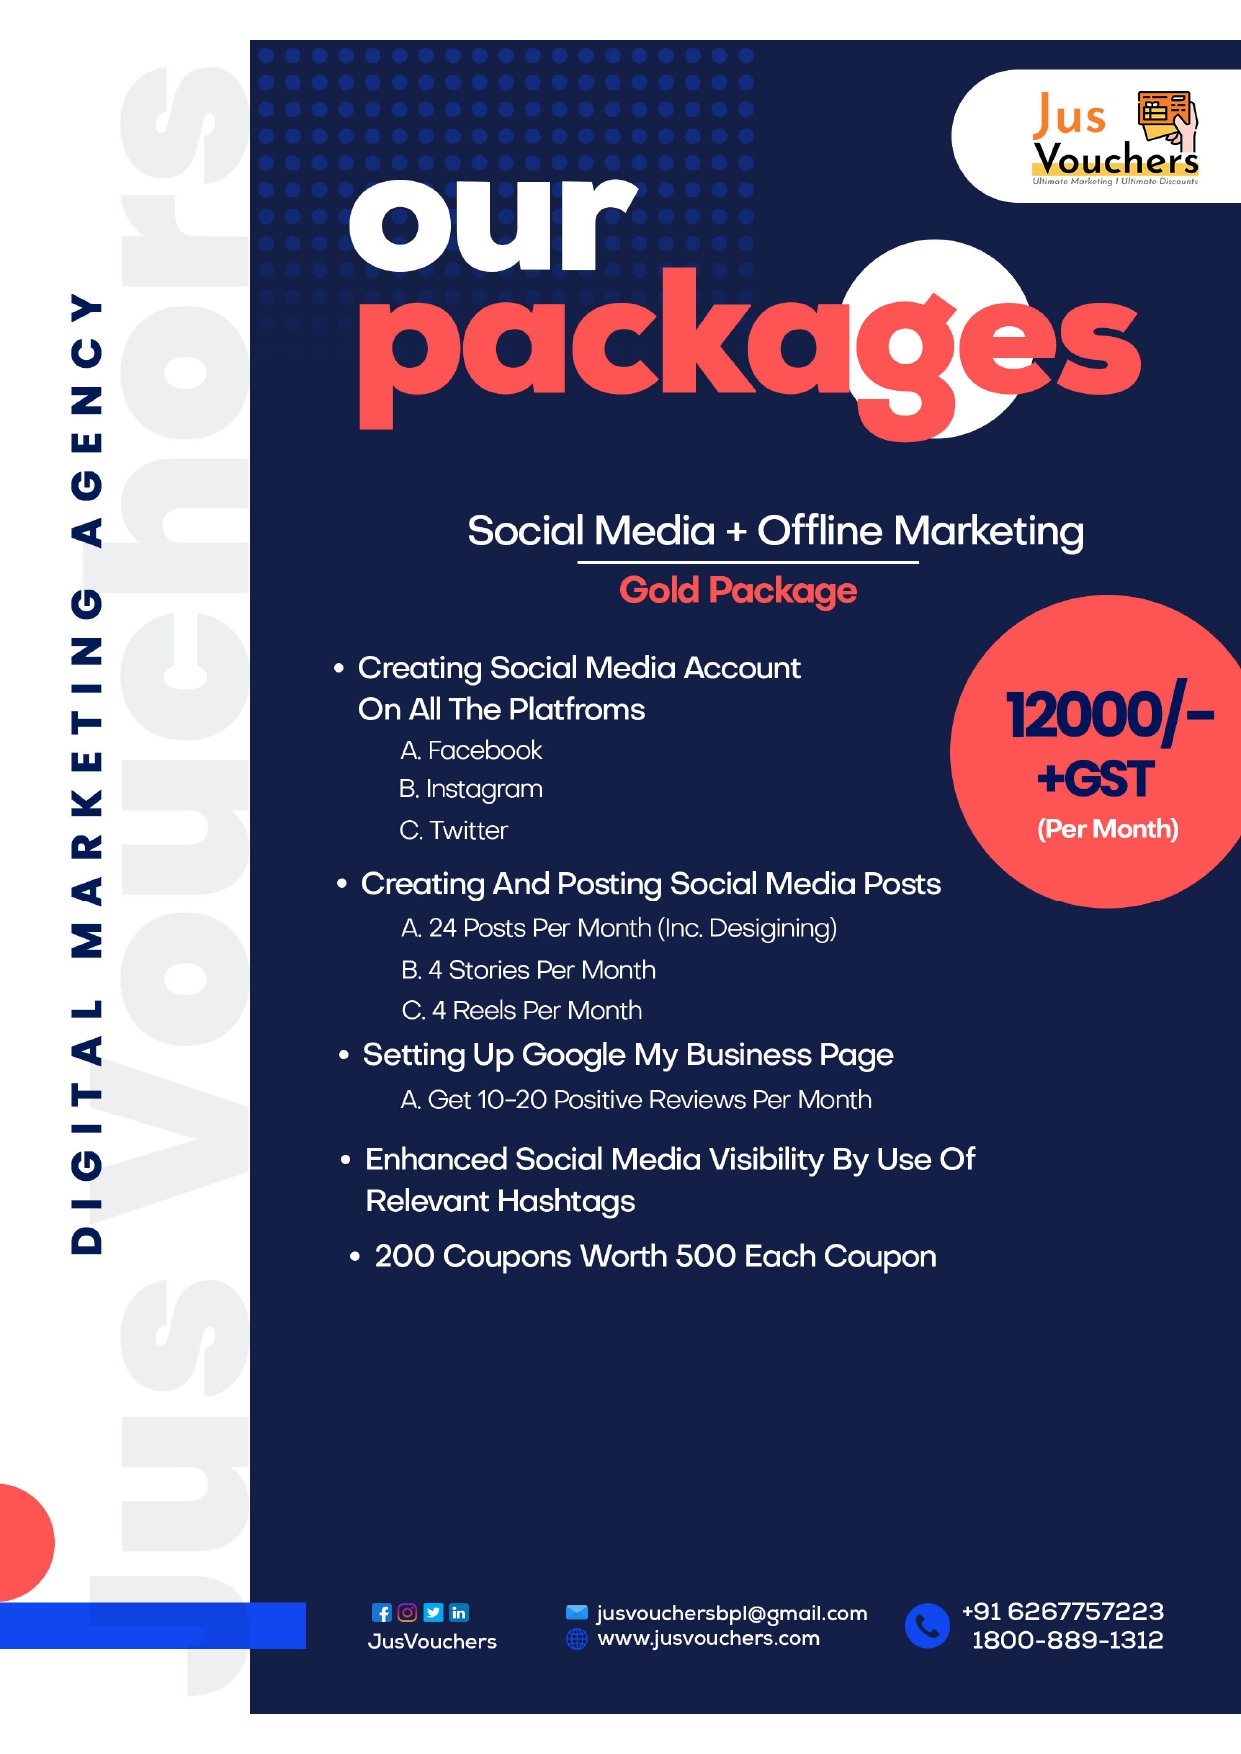 Jus
Vouchers
Ultimate Marketing I Ultimate Discounts
our
packages
DIGITAL MARKETING AGENCY
Jus Vouchors
Social Media + Offline Marketing
Gold Package
• Creating Social Media Account
On All The Platfroms
A. Facebook
B. Instagram
C. Twitter
12000/-
+GST
(Per Month)
• Creating And Posting Social Media Posts
A. 24 Posts Per Month (Inc. Desigining)
B. 4 Stories Per Month
C. 4 Reels Per Month
• Setting Up Google My Business Page
A. Get 10-20 Positive Reviews Per Month
• Enhanced Social Media Visibility By Use Of
Relevant Hashtags
• 200 Coupons Worth 500 Each Coupon
JusVouchers
jusvouchersbpl@gmail.com
www.jusvouchers.com
+91 6267757223
1800-889-1312